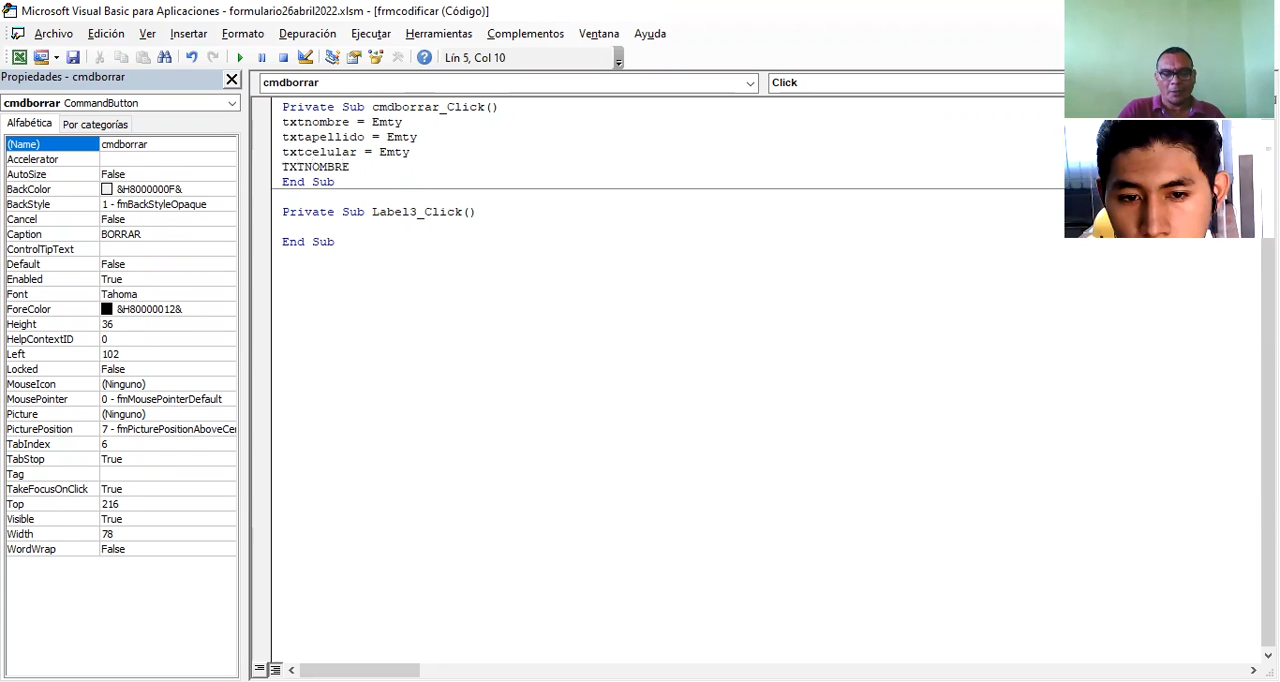 Microsoft Visual Basic para Aplicaciones - formulario26abril2022.xlsm - [frmcodificar (Código)]
Archivo Edición Ver Insertar Formato Depuración Ejecutar Herramientas Complementos Ventana Ayuda
Lín 5, Col 10
Propiedades - cmdborrar
cmdborrar CommandButton
Alfabética Por categorías
(Name) cmdborrar
Accelerator
AutoSize False
BackColor &H8000000F&
BackStyle 1 - fmBackStyleOpaque
Cancel False
Caption BORRAR
ControlTipText
Default False
Enabled True
Font Tahoma
ForeColor &H80000012&
Height 36
HelpContextID 0
Left 102
Locked False
MouseIcon (Ninguno)
MousePointer 0 - fmMousePointerDefault
Picture (Ninguno)
PicturePosition 7 - fmPicturePositionAboveCe
TabIndex 6
TabStop True
Tag
TakeFocusOnClick True
Top 216
Visible True
Width 78
WordWrap False
cmdborrar Click
Private Sub cmdborrar_Click()
txtnombre = Emty
txtapellido = Emty
txtcelular = Emty
TXTNOMBRE
End Sub
Private Sub Label3_Click()
End Sub